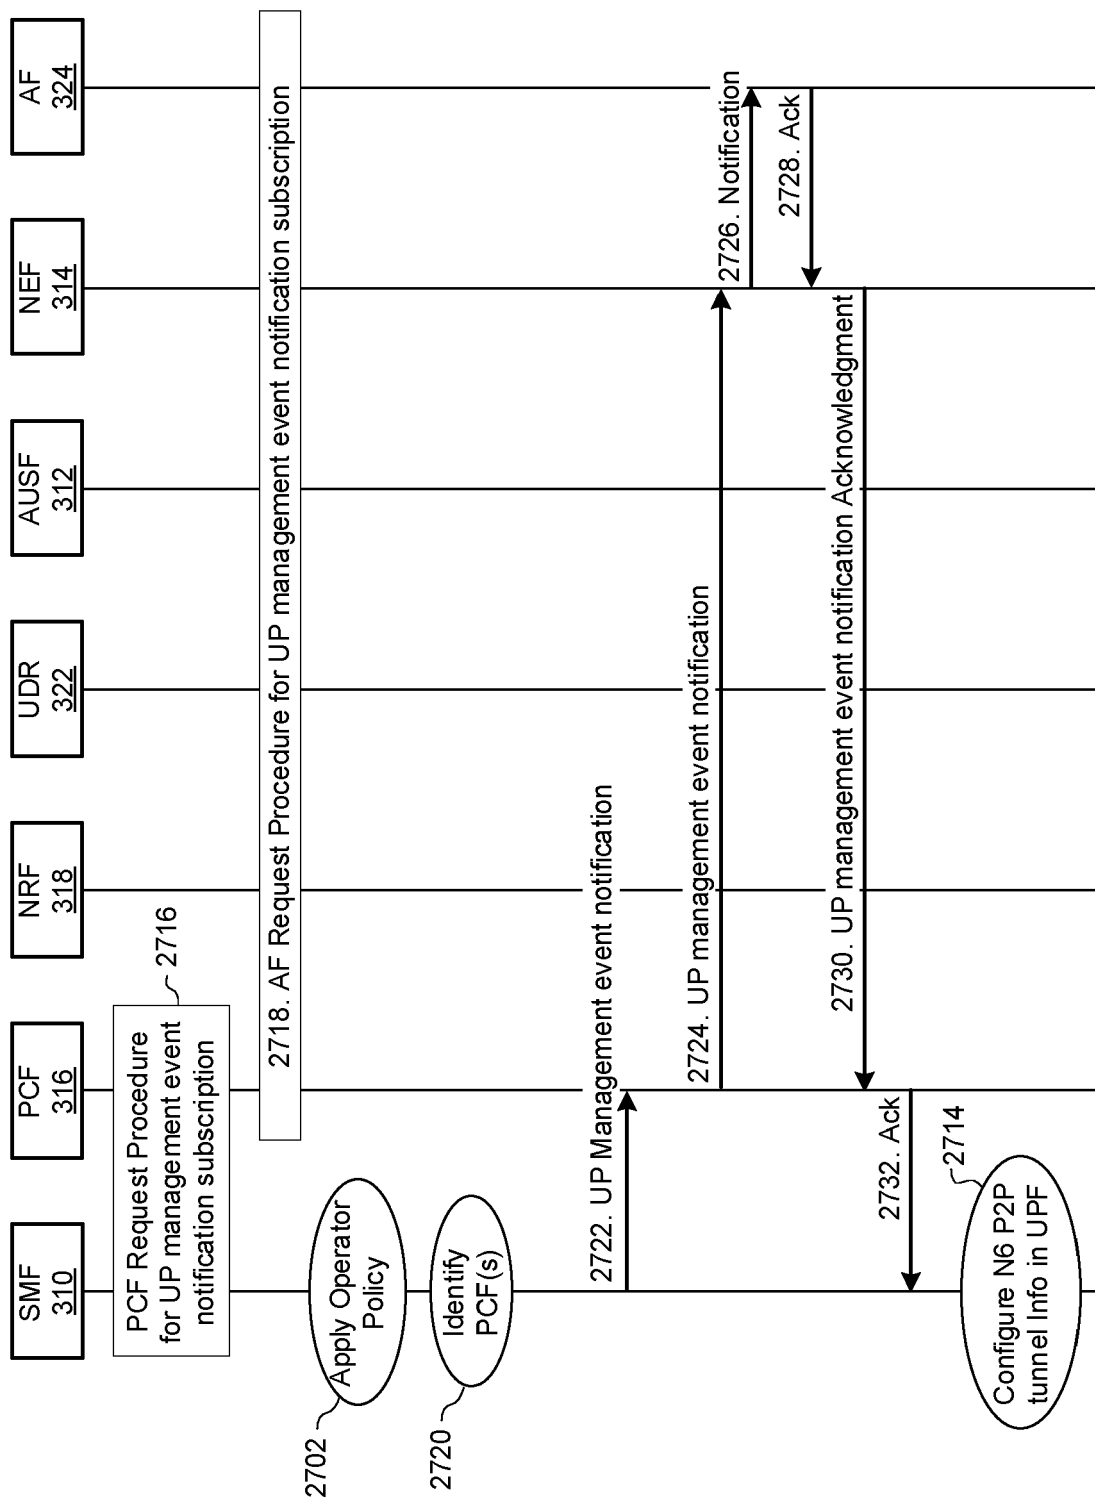 SMF
310
PCF
316
NRF
318
UDR
322
AUSF
312
NEF
314
AF
324
PCF Request Procedure
for UP management event
notification subscription
2716
2718. AF Request Procedure for UP management event notification subscription
2702
Apply Operator
Policy
2720
Identify
PCF(s)
2722. UP Management event notification
2724. UP management event notification
2726. Notification
2728. Ack
2730. UP management event notification Acknowledgment
2732. Ack
2714
Configure N6 P2P
tunnel Info in UPF